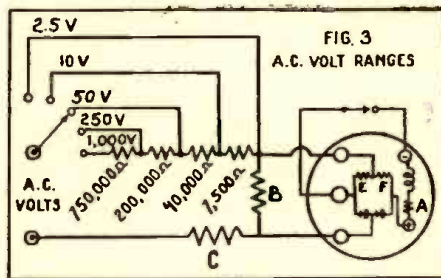 2.5 V
FIG. 3
A.C. VOLT RANGES
10 V
50 V
250 V
1,000 V
A.C.
VOLTS
750,000Ω
200,000Ω
40,000Ω
7,500Ω
B
C
E
F
A
-
+